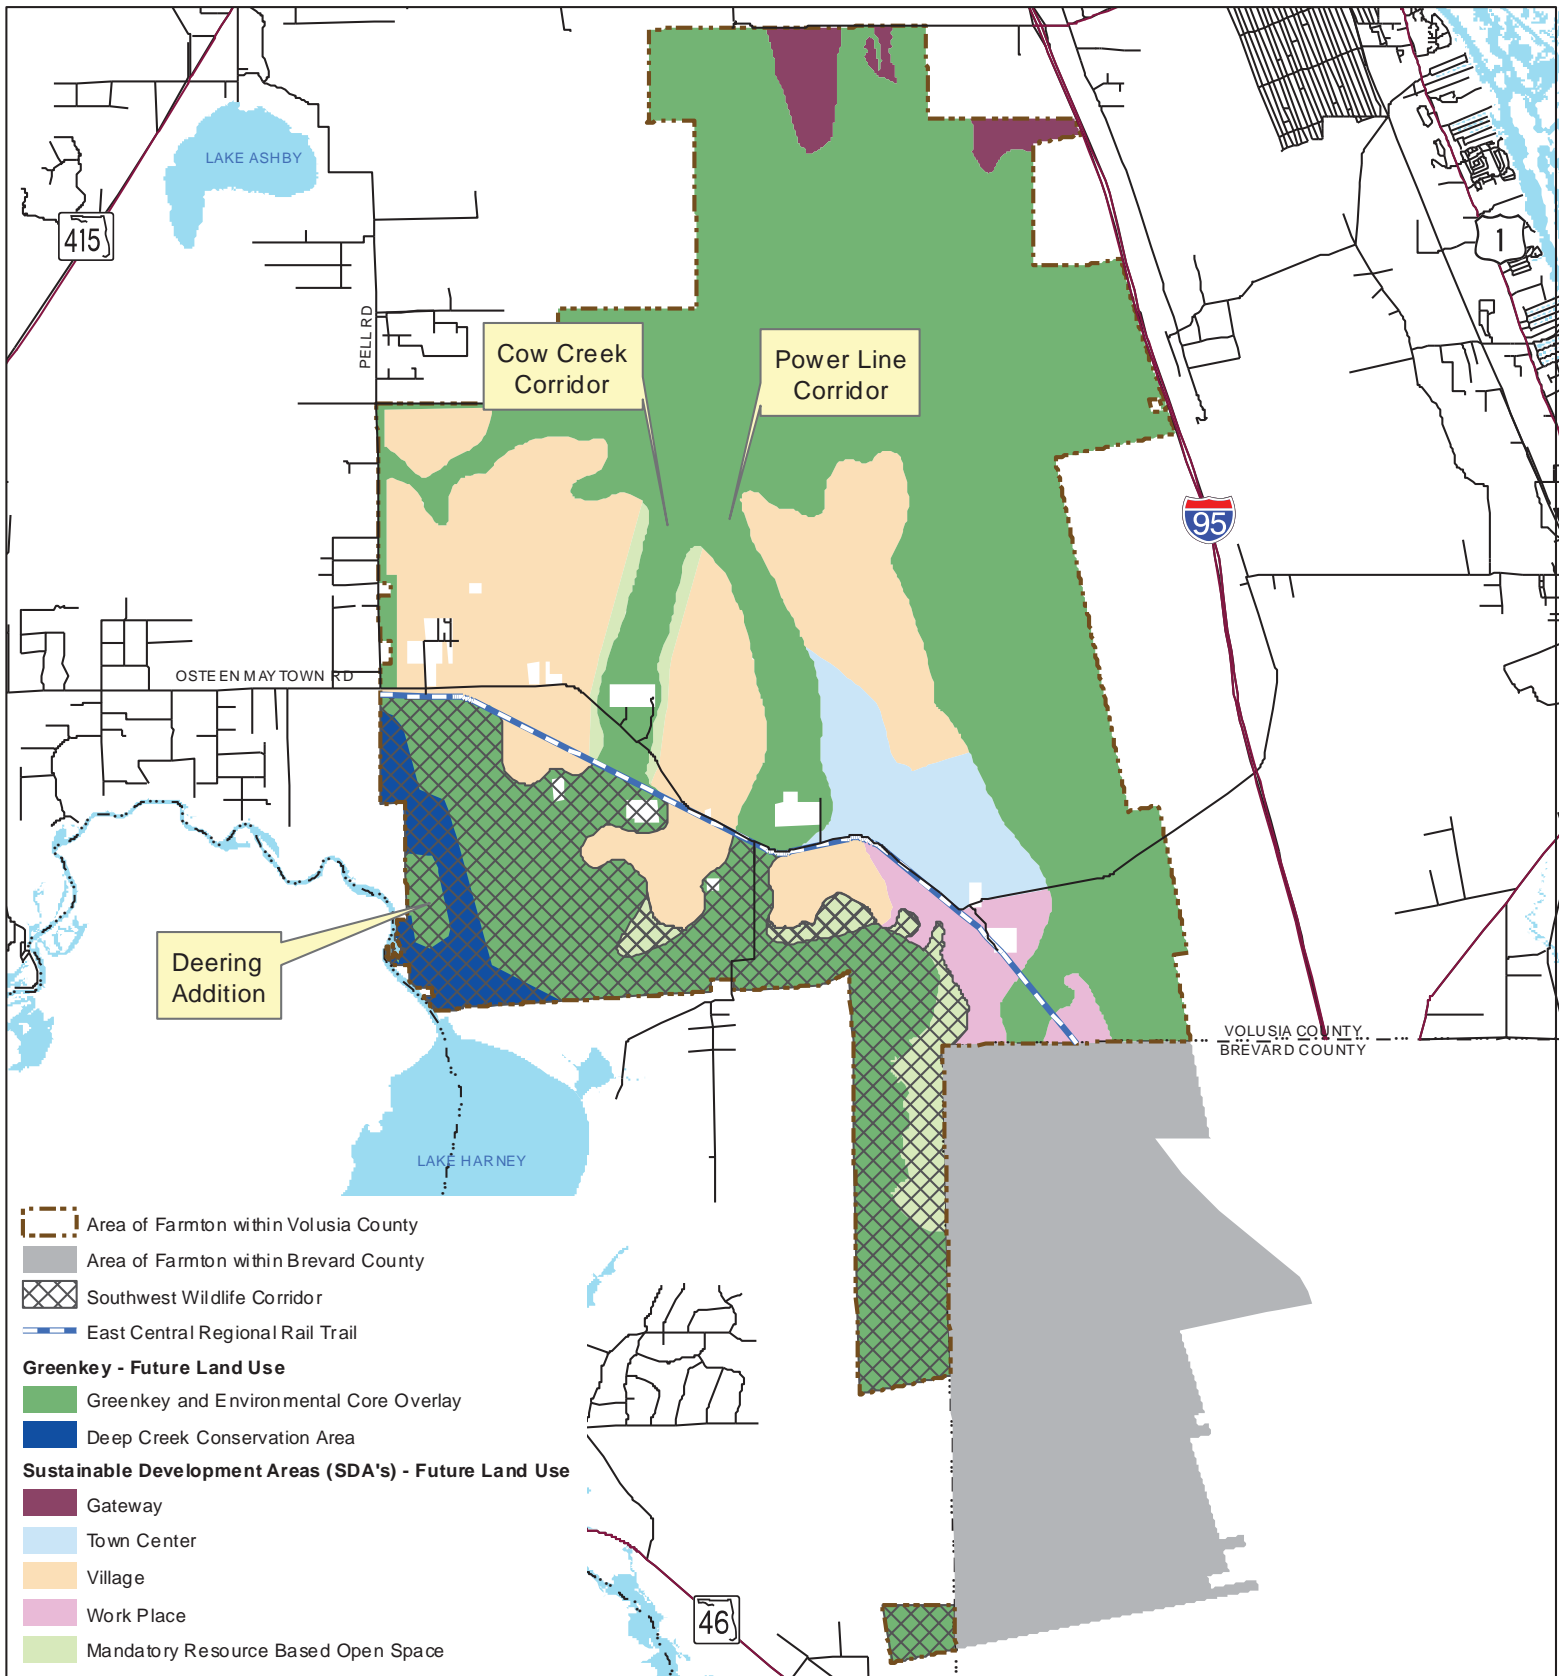 LAKE ASHBY
415
1
PELL RD
Cow Creek
Corridor
Power Line
Corridor
95
OSTEEN MAYTOWN RD
Deering
Addition
VOLUSIA COUNTY
BREVARD COUNTY
LAKE HARNEY
Area of Farmton within Volusia County
Area of Farmton within Brevard County
Southwest Wildlife Corridor
East Central Regional Rail Trail
Greenkey - Future Land Use
Greenkey and Environmental Core Overlay
Deep Creek Conservation Area
Sustainable Development Areas (SDA's) - Future Land Use
Gateway
Town Center
Village
Work Place
Mandatory Resource Based Open Space
46